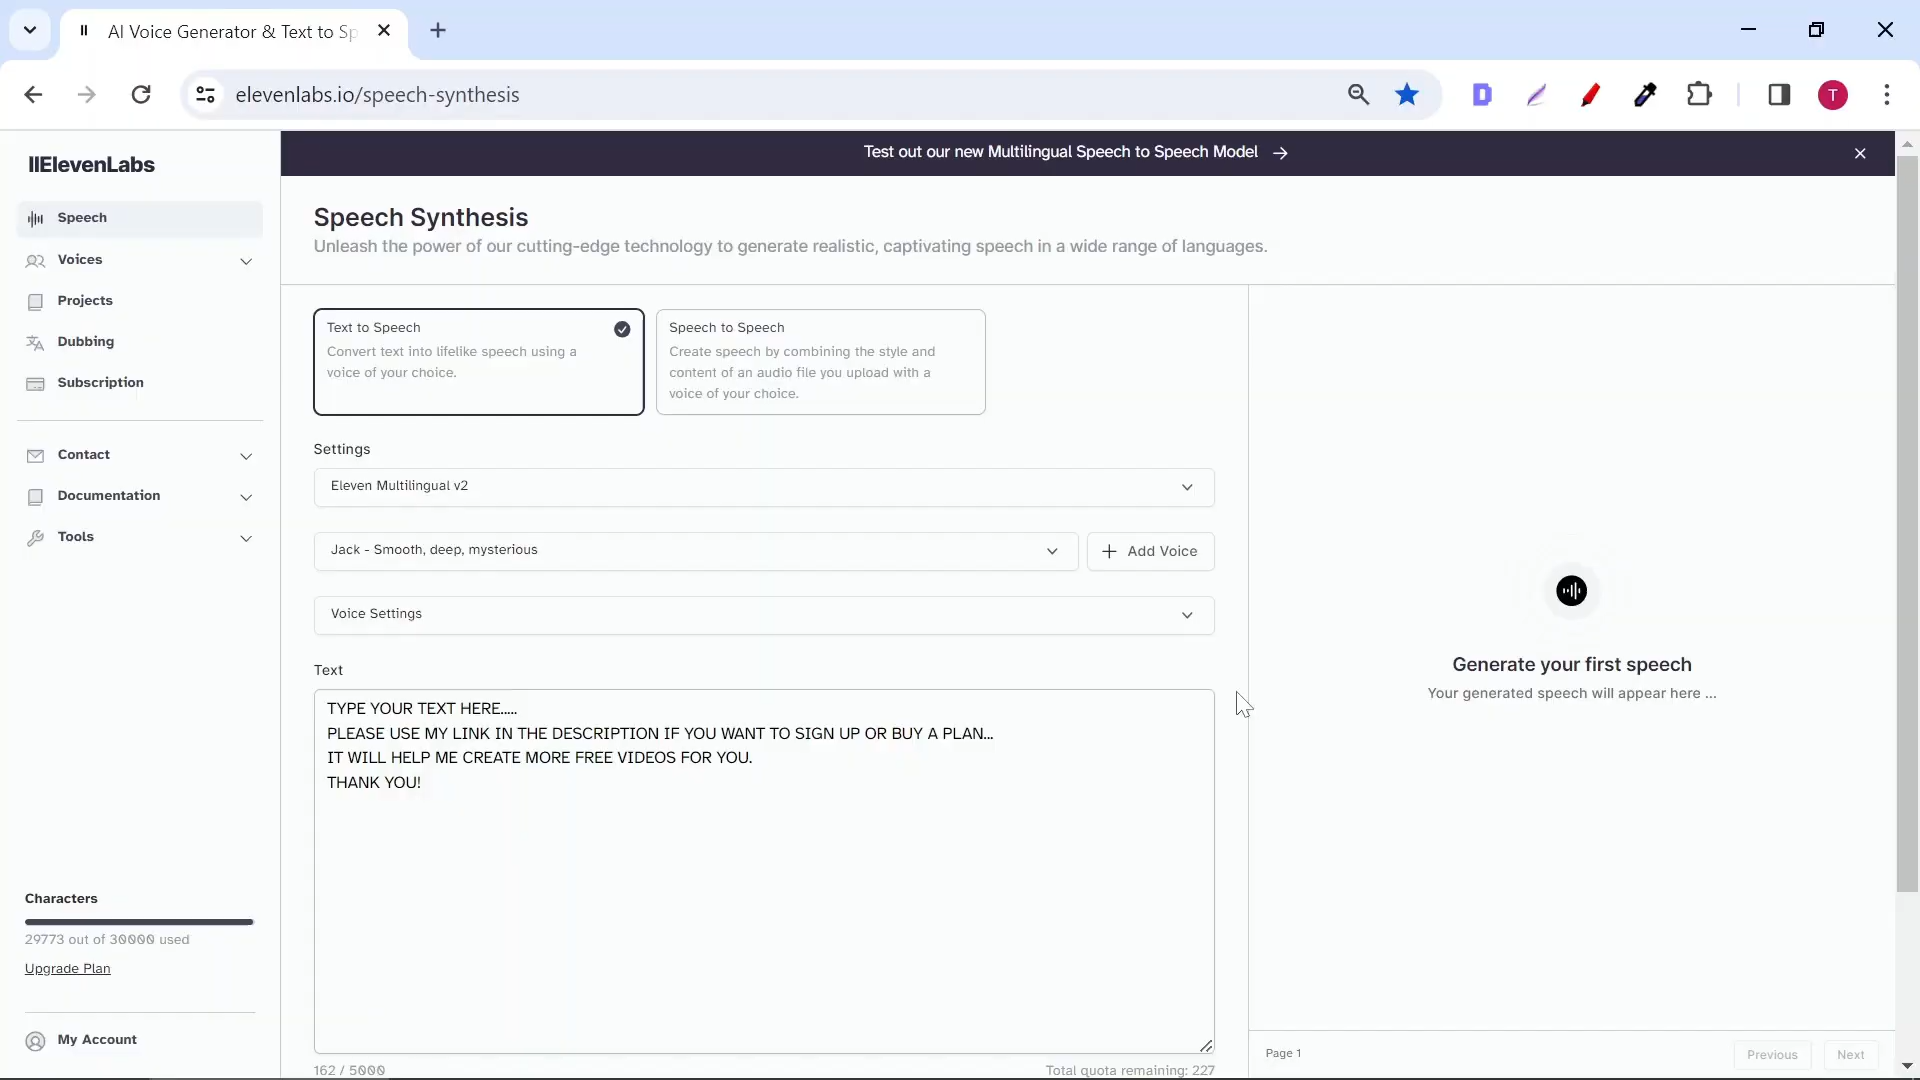 AI Voice Generator & Text to Sp
elevenlabs.io/speech-synthesis
T
IIElevenLabs
Speech
Voices
Projects
Dubbing
Subscription
Contact
Documentation
Tools
Characters
29773 out of 30000 used
Upgrade Plan
My Account
Test out our new Multilingual Speech to Speech Model →
Speech Synthesis
Unleash the power of our cutting-edge technology to generate realistic, captivating speech in a wide range of languages.
Text to Speech
Convert text into lifelike speech using a
voice of your choice.
Speech to Speech
Create speech by combining the style and
content of an audio file you upload with a
voice of your choice.
Settings
Eleven Multilingual v2
Jack - Smooth, deep, mysterious
+ Add Voice
Voice Settings
Text
TYPE YOUR TEXT HERE.....
PLEASE USE MY LINK IN THE DESCRIPTION IF YOU WANT TO SIGN UP OR BUY A PLAN...
IT WILL HELP ME CREATE MORE FREE VIDEOS FOR YOU.
THANK YOU!
162 / 5000
Total quota remaining: 227
Generate your first speech
Your generated speech will appear here ...
Page 1
Previous
Next